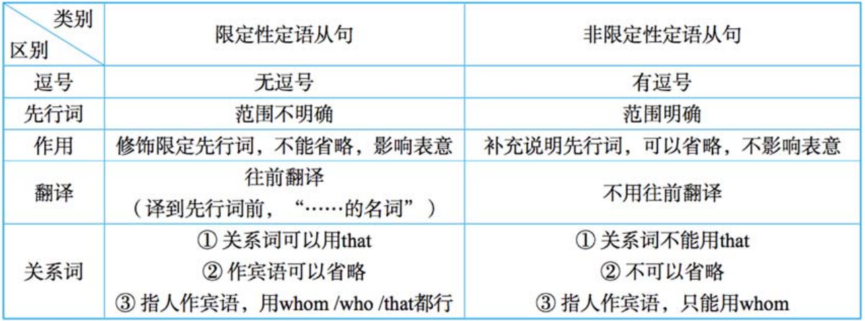 类别
区别
限定性定语从句
非限定性定语从句
逗号
无逗号
有逗号
先行词
范围不明确
范围明确
作用
修饰限定先行词，不能省略，影响表意
补充说明先行词，可以省略，不影响表意
翻译
往前翻译
（译到先行词前，“……的名词”）
不用往前翻译
关系词
① 关系词可以用that
② 作宾语可以省略
③ 指人作宾语，用whom /who /that都行
① 关系词不能用that
② 不可以省略
③ 指人作宾语，只能用whom